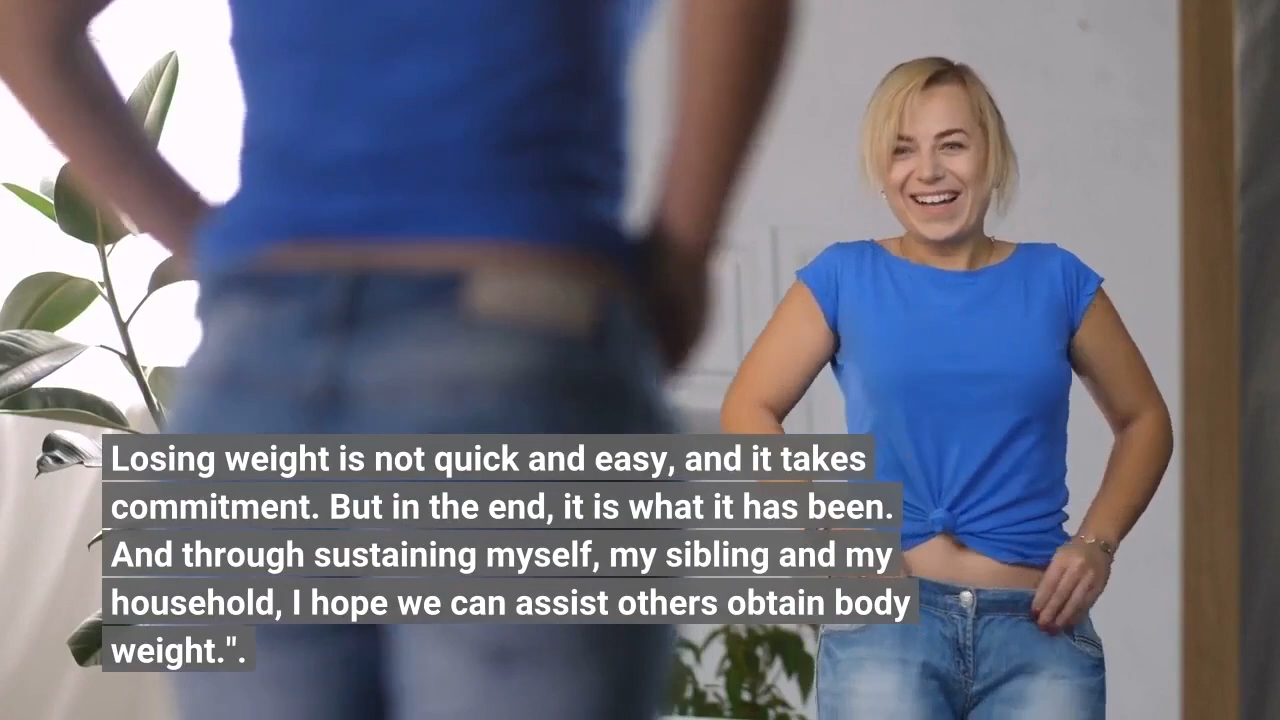 Losing weight is not quick and easy, and it takes
commitment. But in the end, it is what it has been.
And through sustaining myself, my sibling and my
household, I hope we can assist others obtain body
weight.".